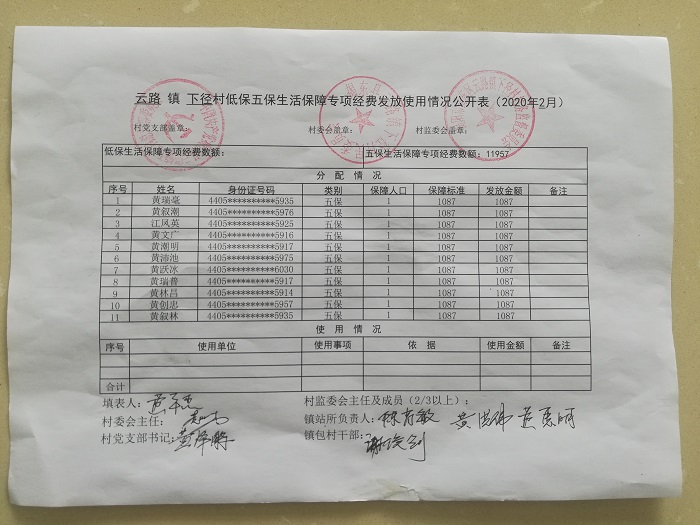 云路 镇 下径村低保五保生活保障专项经费发放使用情况公开表（2020年2月）
村党支部盖章： 村委会盖章： 村监委会盖章：
低保生活保障专项经费数额： 五保生活保障专项经费数额：11957
分 配 情 况
序号 姓名 身份证号码 类别 保障人口 保障标准 发放金额 备注
1 黄瑞亳 4405**********5935 五保 1 1087 1087
2 黄叙潮 4405**********5976 五保 1 1087 1087
3 江凤英 4405**********5925 五保 1 1087 1087
4 黄文广 4405**********5916 五保 1 1087 1087
5 黄潮明 4405**********5917 五保 1 1087 1087
6 黄沛池 4405**********5975 五保 1 1087 1087
7 黄跃冰 4405**********6030 五保 1 1087 1087
8 黄瑞普 4405**********5917 五保 1 1087 1087
9 黄林昌 4405**********5914 五保 1 1087 1087
10 黄创忠 4405**********5957 五保 1 1087 1087
11 黄叙林 4405**********5935 五保 1 1087 1087
使 用 情 况
序号 使用单位 使用事项 依 据 使用金额 备注
合计
填表人： 村监委会主任及成员（2/3以上）：
村委会主任： 镇站所负责人：
村党支部书记： 镇包村干部：